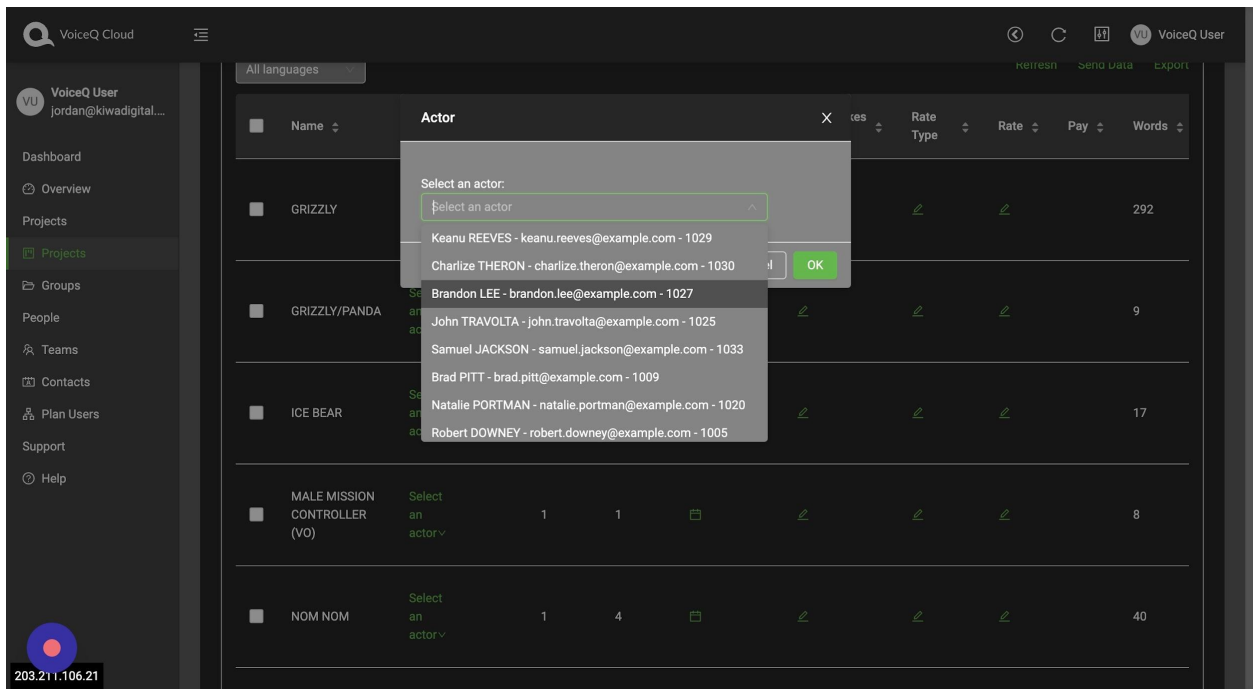 VoiceQ Cloud
VU VoiceQ User
VU
VoiceQ User
jordan@kiwadigital....
Dashboard
Overview
Projects
Projects
Groups
People
Teams
Contacts
Plan Users
Support
Help
203.211.106.21
All languages
Refresh Send Data Export
Name
Rate Type
Rate
Pay
Words
GRIZZLY
292
GRIZZLY/PANDA
9
ICE BEAR
17
MALE MISSION
CONTROLLER
(VO)
Select
an
actor
1 1
8
NOM NOM
Select
an
actor
1 4
40
Actor
X
Select an actor:
Select an actor
Keanu REEVES - keanu.reeves@example.com - 1029
Charlize THERON - charlize.theron@example.com - 1030
Brandon LEE - brandon.lee@example.com - 1027
John TRAVOLTA - john.travolta@example.com - 1025
Samuel JACKSON - samuel.jackson@example.com - 1033
Brad PITT - brad.pitt@example.com - 1009
Natalie PORTMAN - natalie.portman@example.com - 1020
Robert DOWNEY - robert.downey@example.com - 1005
OK